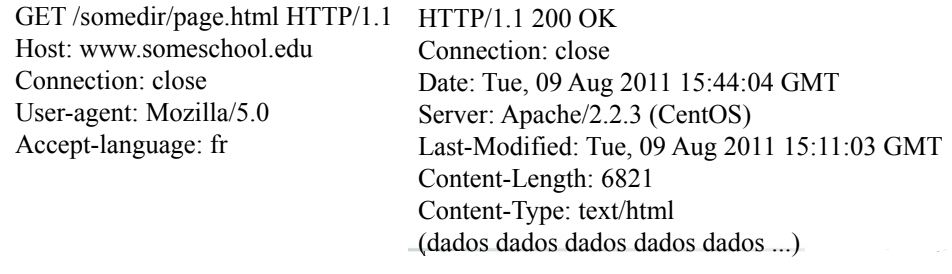 GET /somedir/page.html HTTP/1.1
Host: www.someschool.edu
Connection: close
User-agent: Mozilla/5.0
Accept-language: fr
HTTP/1.1 200 OK
Connection: close
Date: Tue, 09 Aug 2011 15:44:04 GMT
Server: Apache/2.2.3 (CentOS)
Last-Modified: Tue, 09 Aug 2011 15:11:03 GMT
Content-Length: 6821
Content-Type: text/html
(dados dados dados dados dados ...)